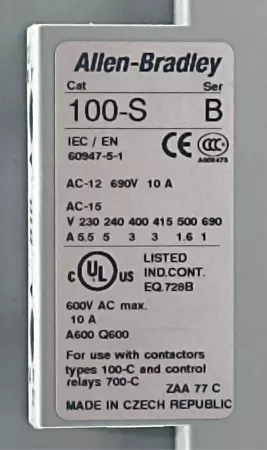 Allen-Bradley
Cat Ser
100-S B
IEC / EN
60947-5-1
CE CCC
AC-12 690V 10 A
AC-15
V 230 240 400 415 500 690
A 5.5 5 3 3 1.6 1
LISTED
c UL us IND.CONT.
EQ.728B
600V AC max.
10 A
A600 Q600
For use with contactors
types 100-C and control
relays 700-C
ZAA 77 C
MADE IN CZECH REPUBLIC